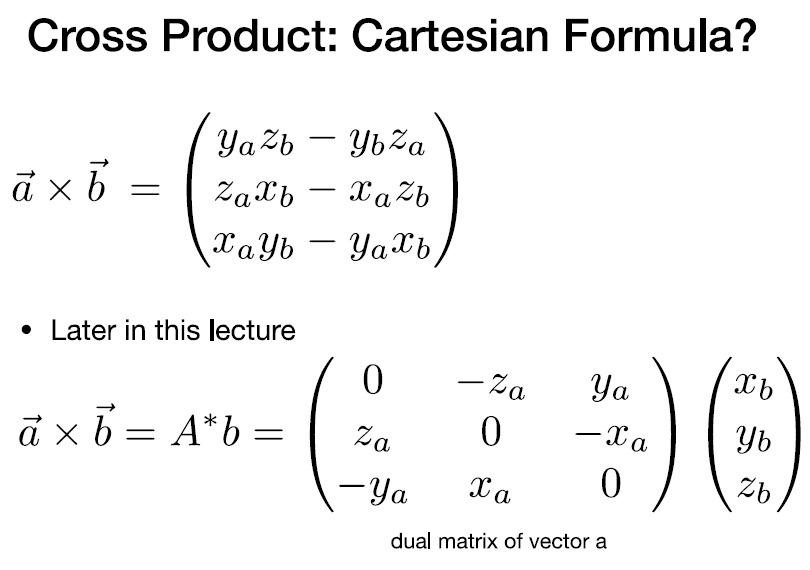 Cross Product: Cartesian Formula?
$\vec{a} \times \vec{b} = \begin{pmatrix} y_a z_b - y_b z_a \\ z_a x_b - x_a z_b \\ x_a y_b - y_a x_b \end{pmatrix}$
• Later in this lecture
$\vec{a} \times \vec{b} = A^* b = \begin{pmatrix} 0 & -z_a & y_a \\ z_a & 0 & -x_a \\ -y_a & x_a & 0 \end{pmatrix} \begin{pmatrix} x_b \\ y_b \\ z_b \end{pmatrix}$
dual matrix of vector a